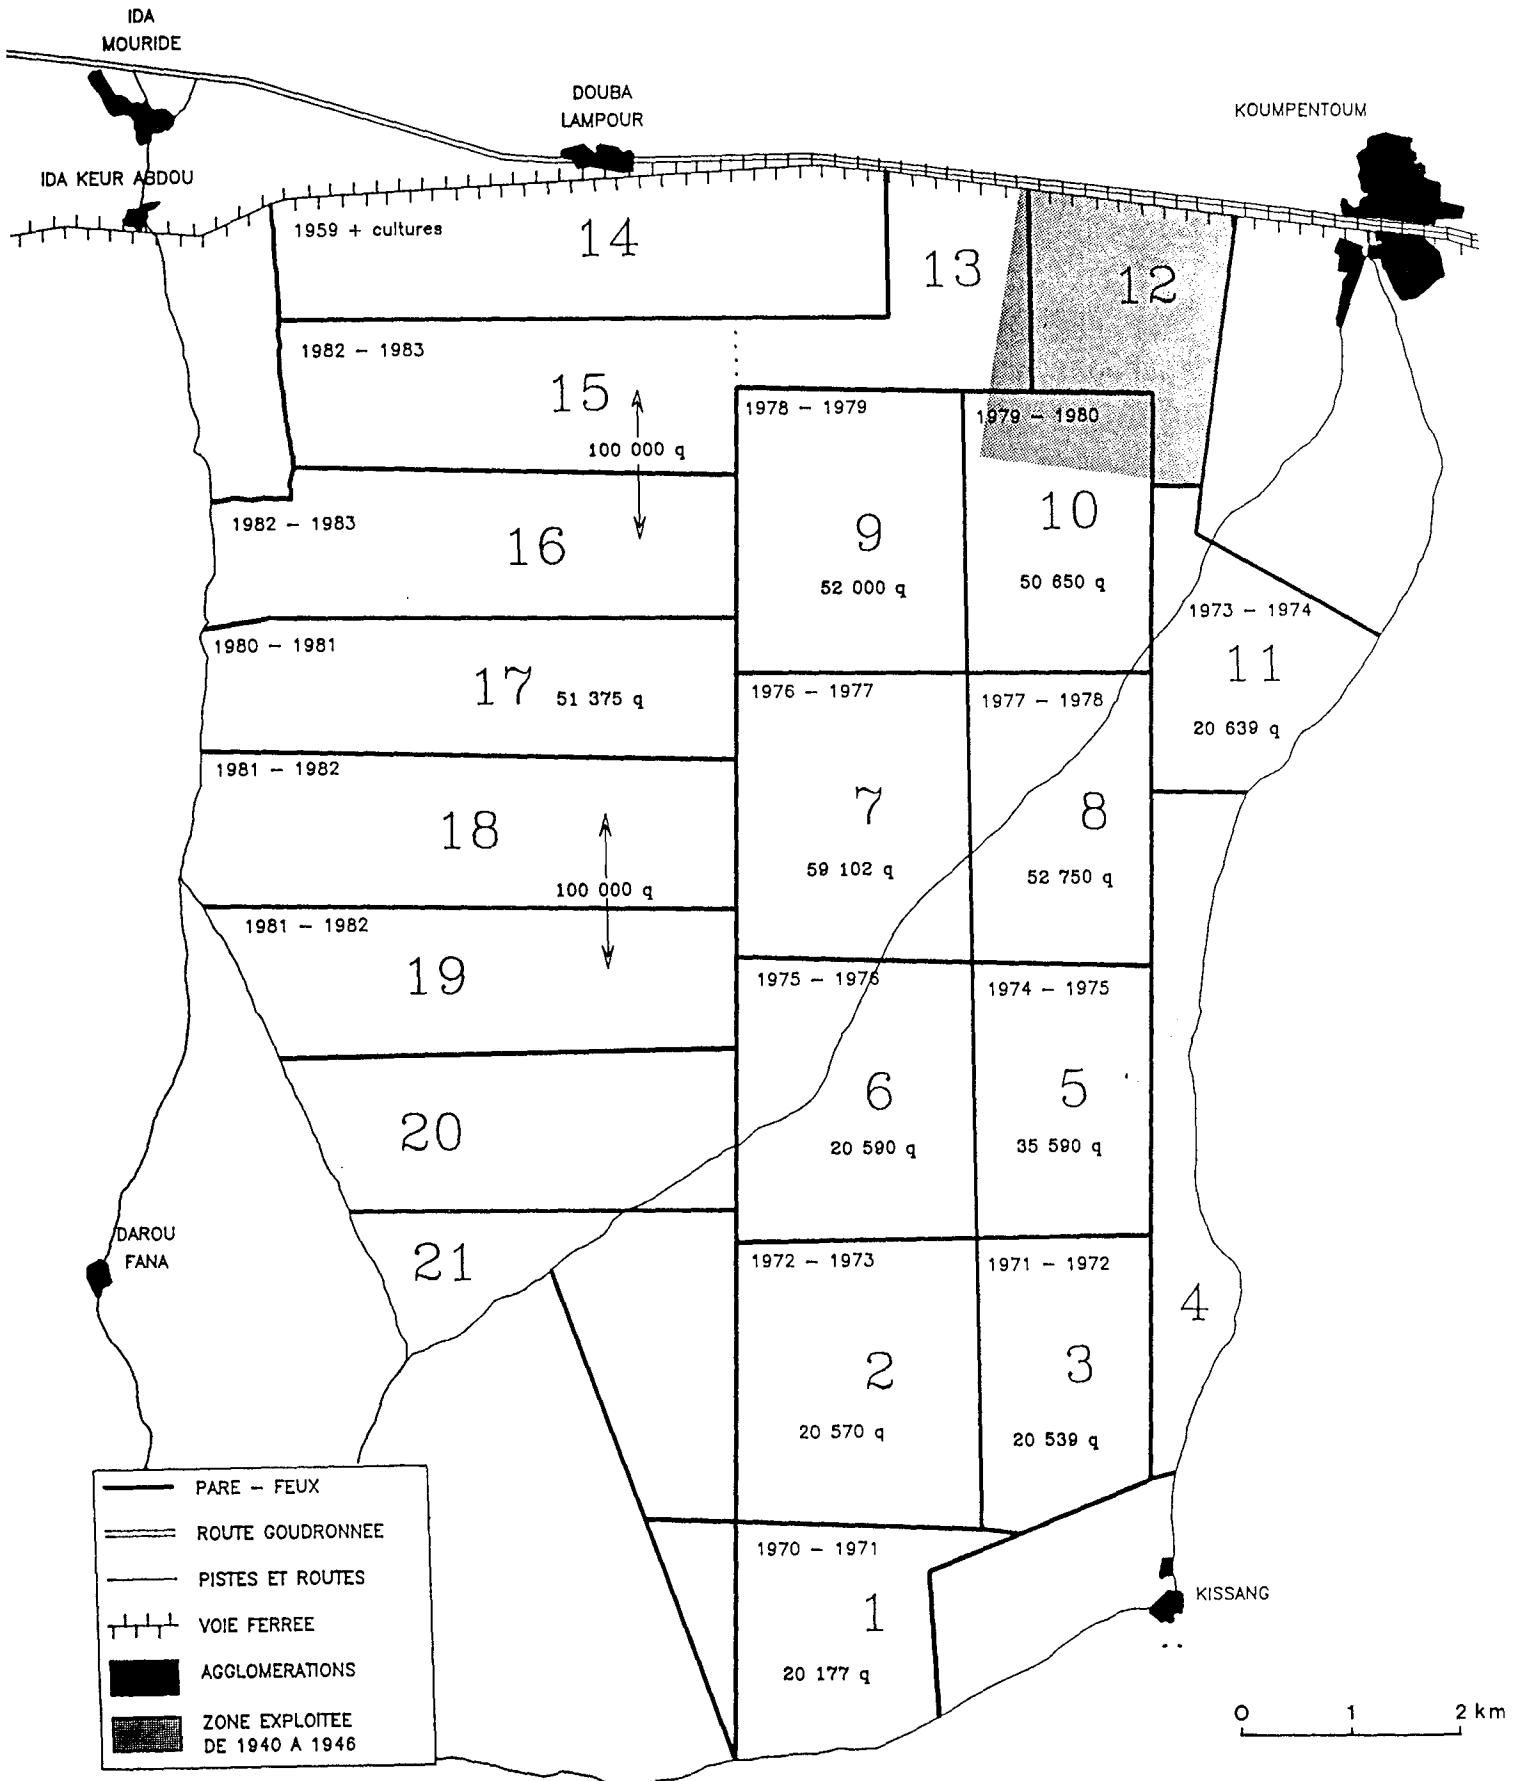 IDA
MOURIDE
DOUBA
LAMPOUR
KOUMPENTOUM
IDA KEUR ABDOU
1959 + cultures
14
13
12
1982 - 1983
15
100 000 q
1978 - 1979
9
52 000 q
1979 - 1980
10
50 650 q
1982 - 1983
16
1973 - 1974
11
20 639 q
1980 - 1981
17
51 375 q
1976 - 1977
7
59 102 q
1977 - 1978
8
52 750 q
1981 - 1982
18
100 000 q
1981 - 1982
19
1975 - 1976
6
20 590 q
1974 - 1975
5
35 590 q
20
DAROU
FANA
21
1972 - 1973
2
20 570 q
1971 - 1972
3
20 539 q
4
1970 - 1971
1
20 177 q
KISSANG
PARE - FEUX
ROUTE GOUDRONNEE
PISTES ET ROUTES
VOIE FERREE
AGGLOMERATIONS
ZONE EXPLOITEE
DE 1940 A 1946
0 1 2 km